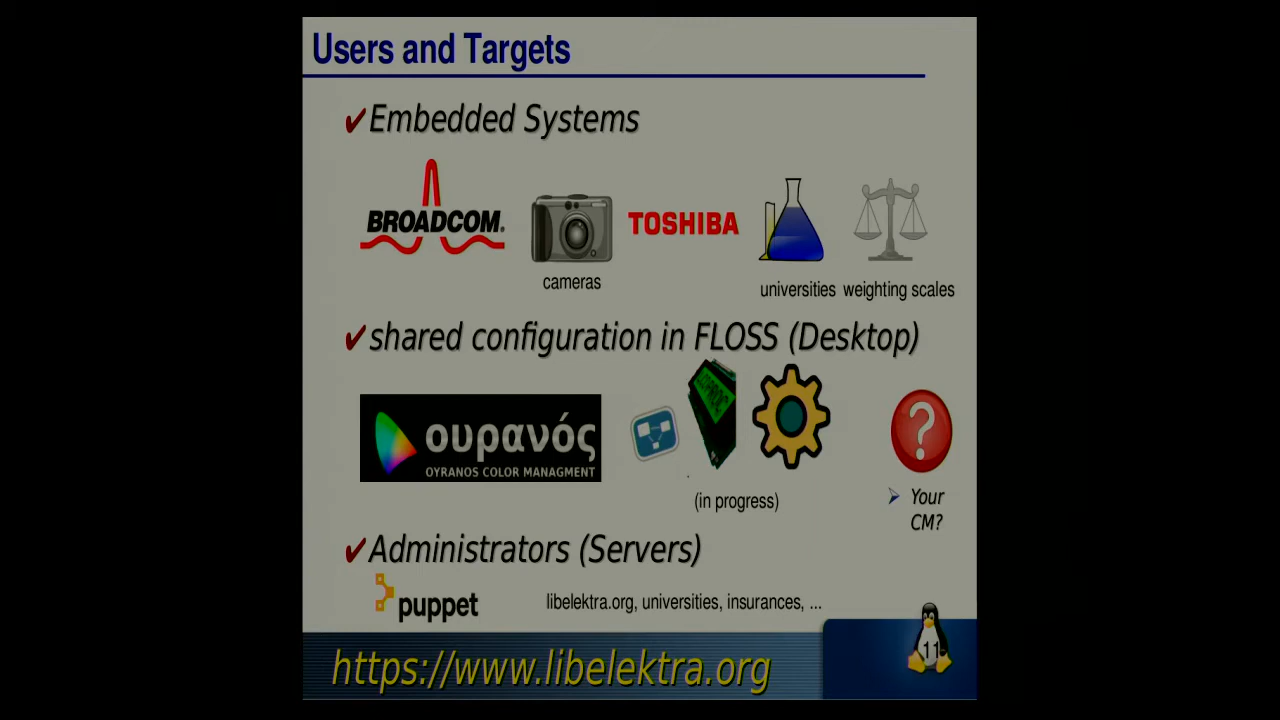 Users and Targets
✔Embedded Systems
BROADCOM®
TOSHIBA
cameras
universities weighting scales
✔shared configuration in FLOSS (Desktop)
ουρανός
OYRANOS COLOR MANAGMENT
(in progress)
➢ Your
CM?
✔Administrators (Servers)
puppet
libelektra.org, universities, insurances, ...
https://www.libelektra.org
11